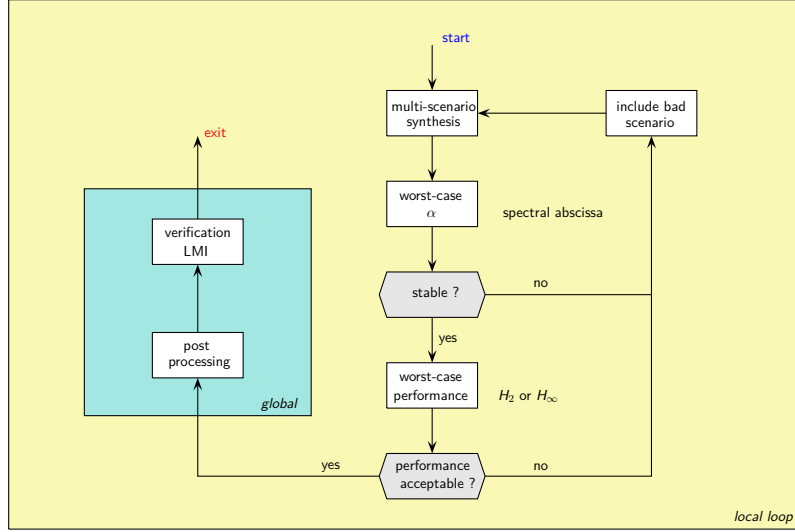 start
multi-scenario
synthesis
include bad
scenario
exit
worst-case
α
spectral abscissa
verification
LMI
stable ?
no
yes
post
processing
worst-case
performance
H₂ or H∞
global
yes
performance
acceptable ?
no
local loop